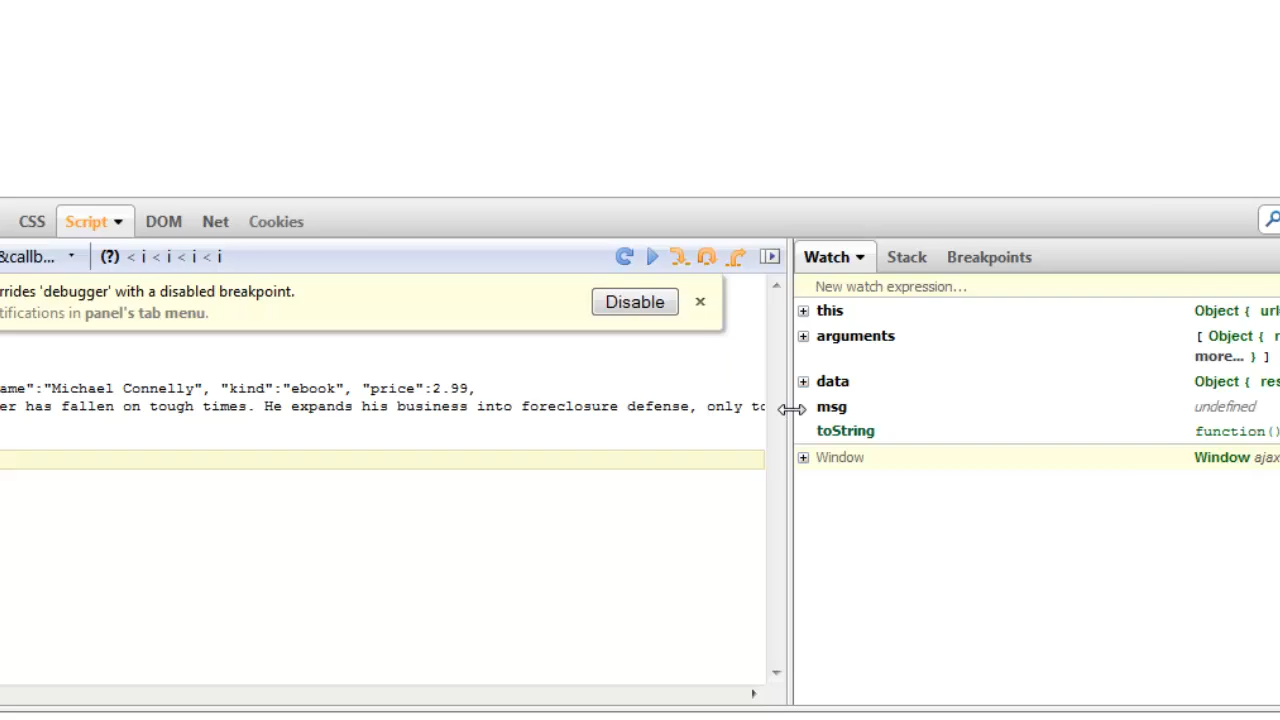 CSS Script DOM Net Cookies
&callb... (?) < i < i < i < i
rrides 'debugger' with a disabled breakpoint.
tifications in panel's tab menu.
Disable ×
ame":"Michael Connelly", "kind":"ebook", "price":2.99,
er has fallen on tough times. He expands his business into foreclosure defense, only to
Watch Stack Breakpoints
New watch expression...
this Object { url
arguments [ Object { r
more... } ]
data Object { res
msg undefined
toString function()
Window Window ajax